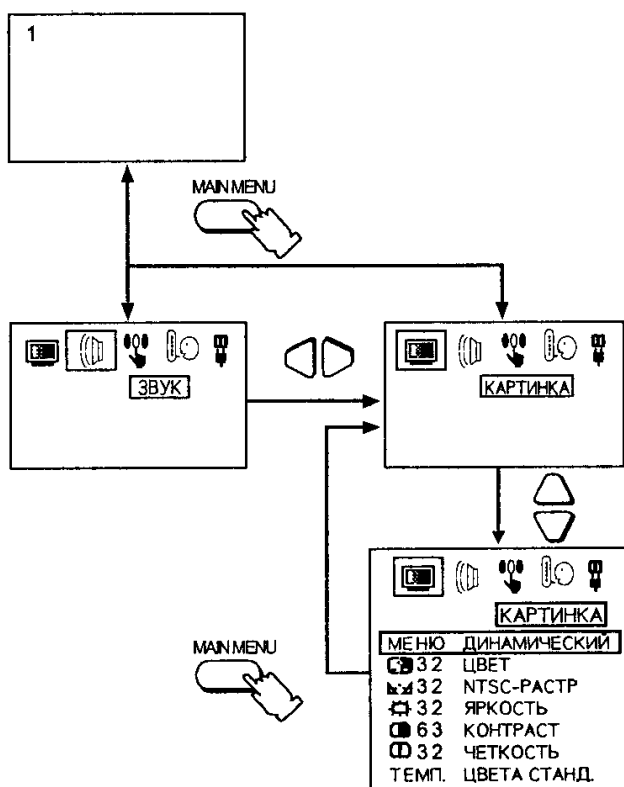 1
MAIN MENU
ЗВУК
КАРТИНКА
КАРТИНКА
МЕНЮ ДИНАМИЧЕСКИЙ
32 ЦВЕТ
32 NTSC-РАСТР
32 ЯРКОСТЬ
63 КОНТРАСТ
32 ЧЕТКОСТЬ
ТЕМП. ЦВЕТА СТАНД.
MAIN MENU